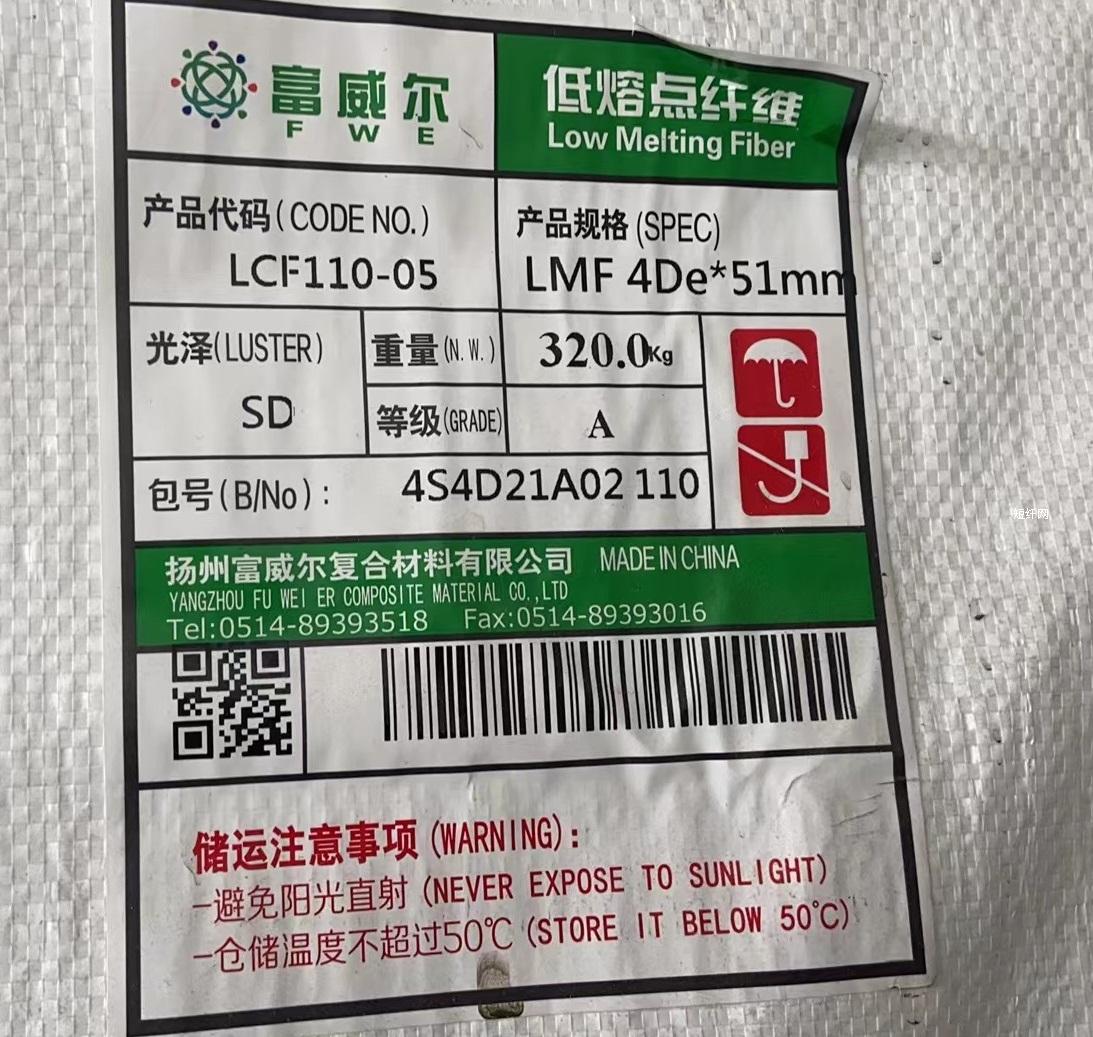 富威尔
FWE
低熔点纤维
Low Melting Fiber
产品代码(CODE NO.)
LCF110-05
产品规格(SPEC)
LMF 4De*51mm
光泽(LUSTER)
SD
重量(N.W.)
320.0Kg
等级(GRADE)
A
包号(B/No): 4S4D21A02 110
扬州富威尔复合材料有限公司 MADE IN CHINA
YANGZHOU FU WEI ER COMPOSITE MATERIAL CO.,LTD
Tel:0514-89393518 Fax:0514-89393016
储运注意事项(WARNING):
-避免阳光直射(NEVER EXPOSE TO SUNLIGHT)
-仓储温度不超过50℃(STORE IT BELOW 50℃)
短纤网